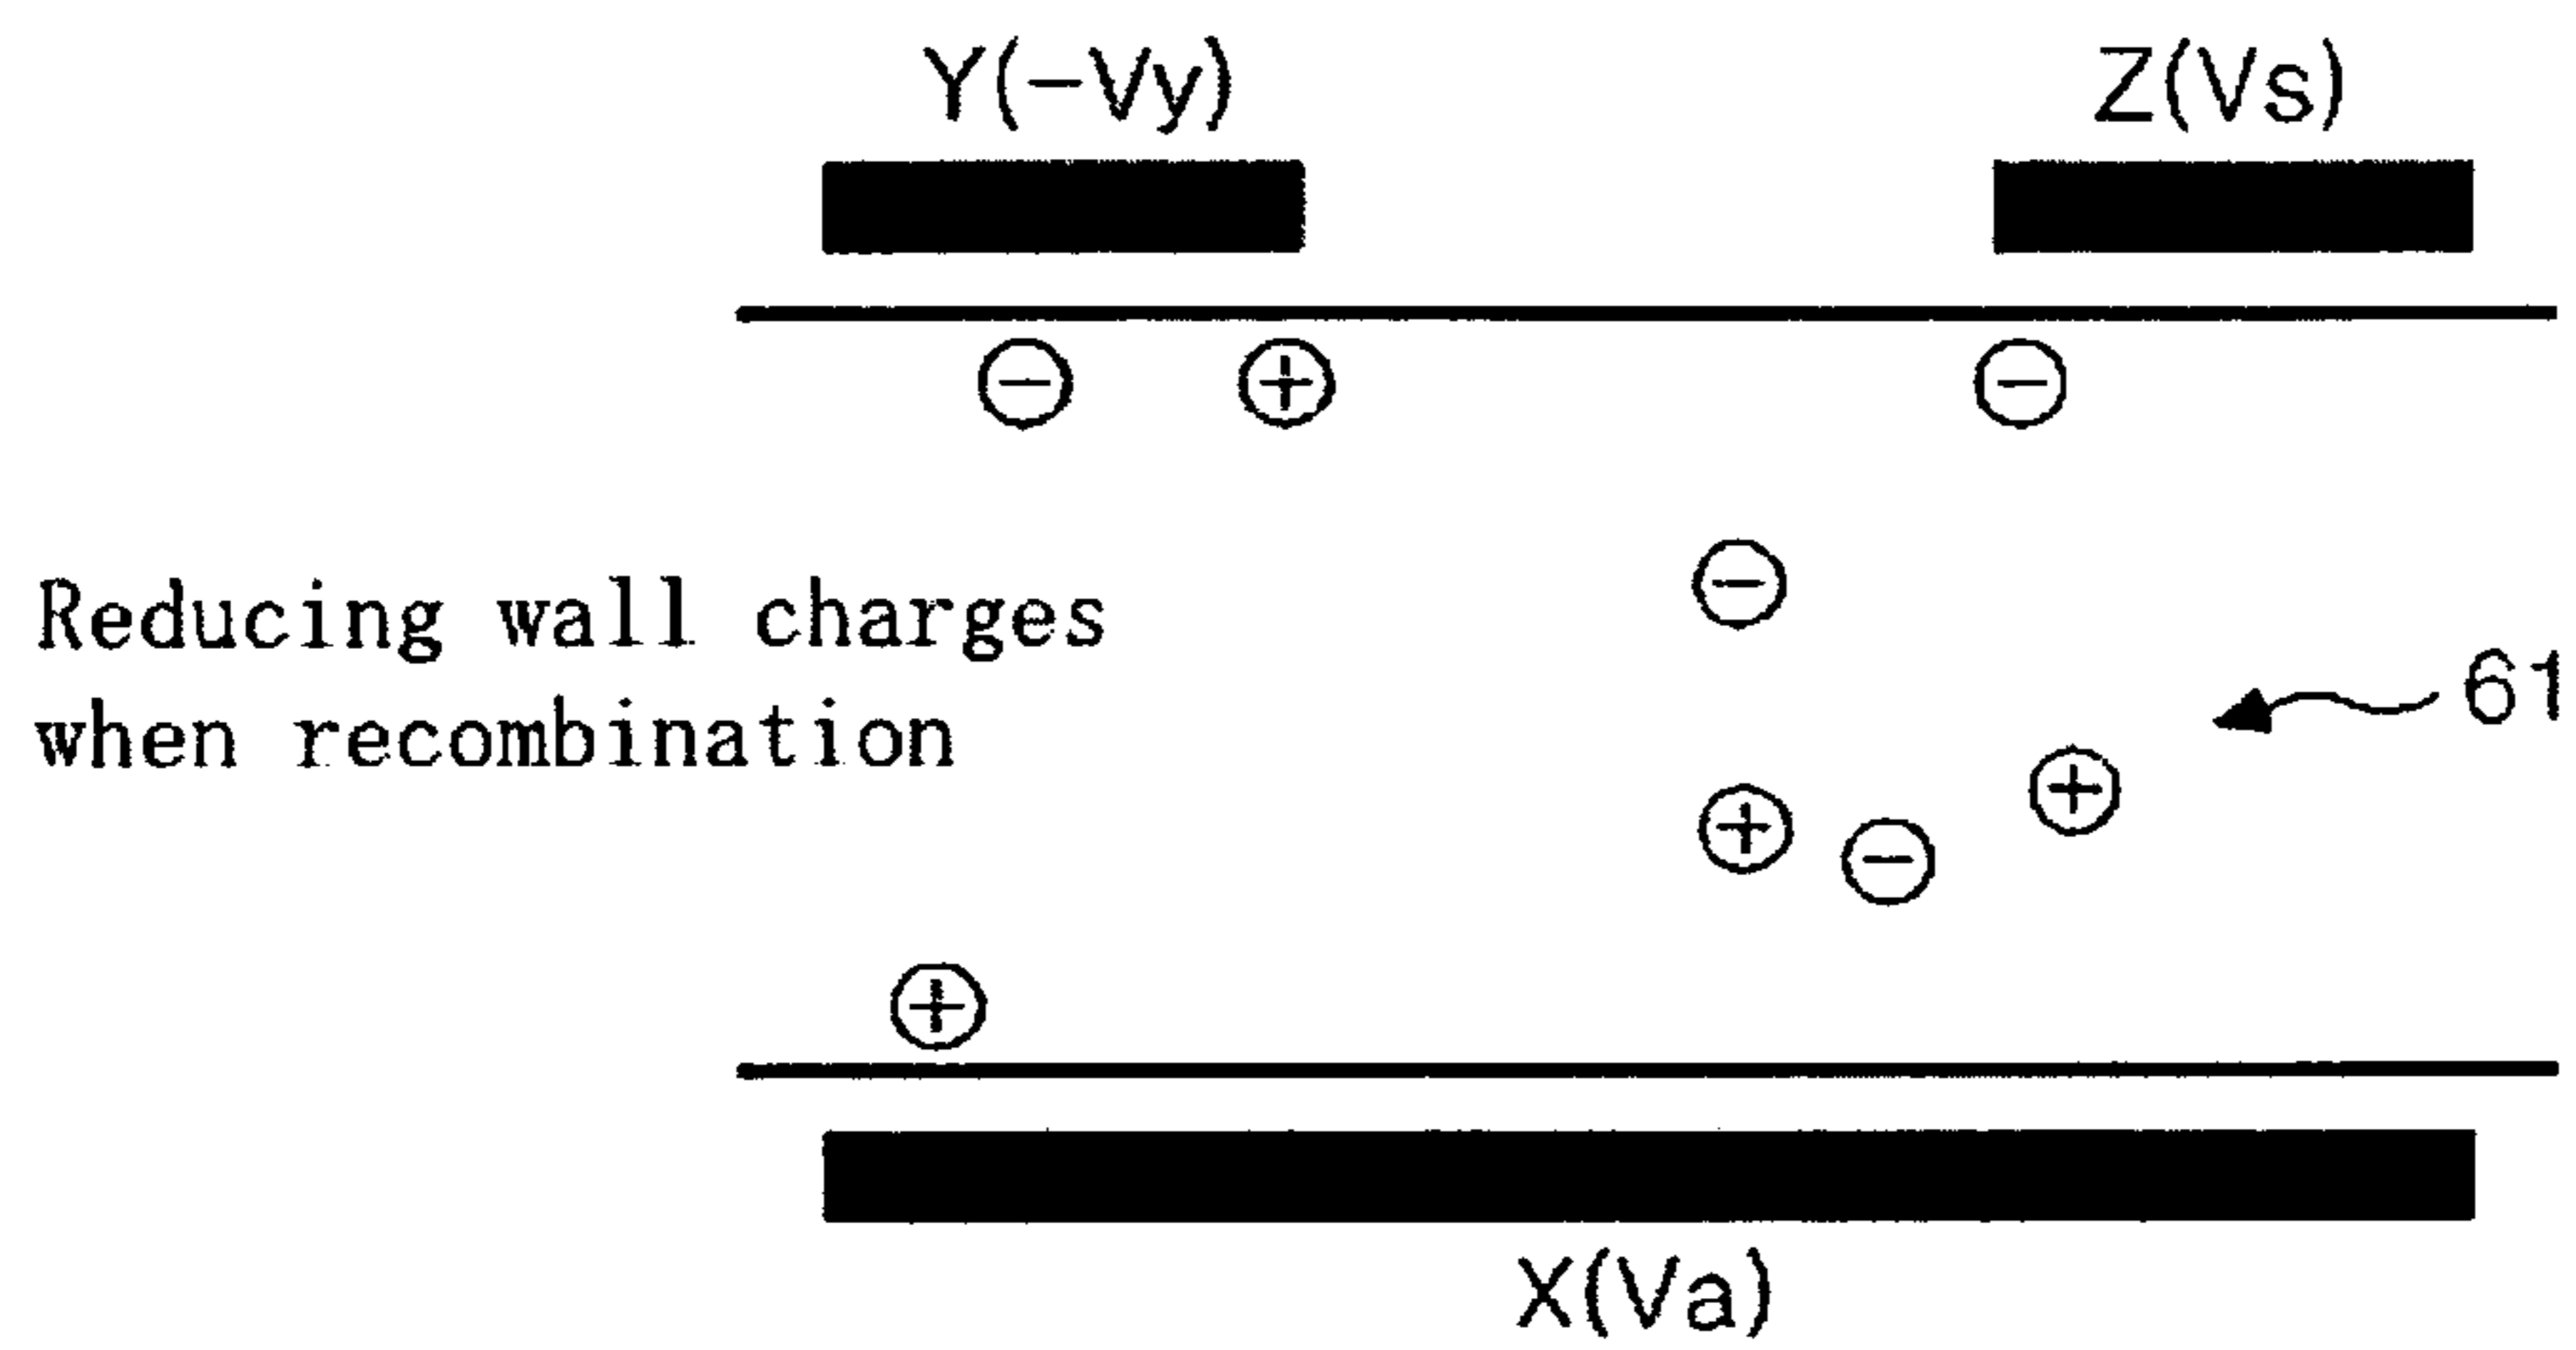 Y(-Vy) Z(Vs)
Reducing wall charges
when recombination
61
X(Va)